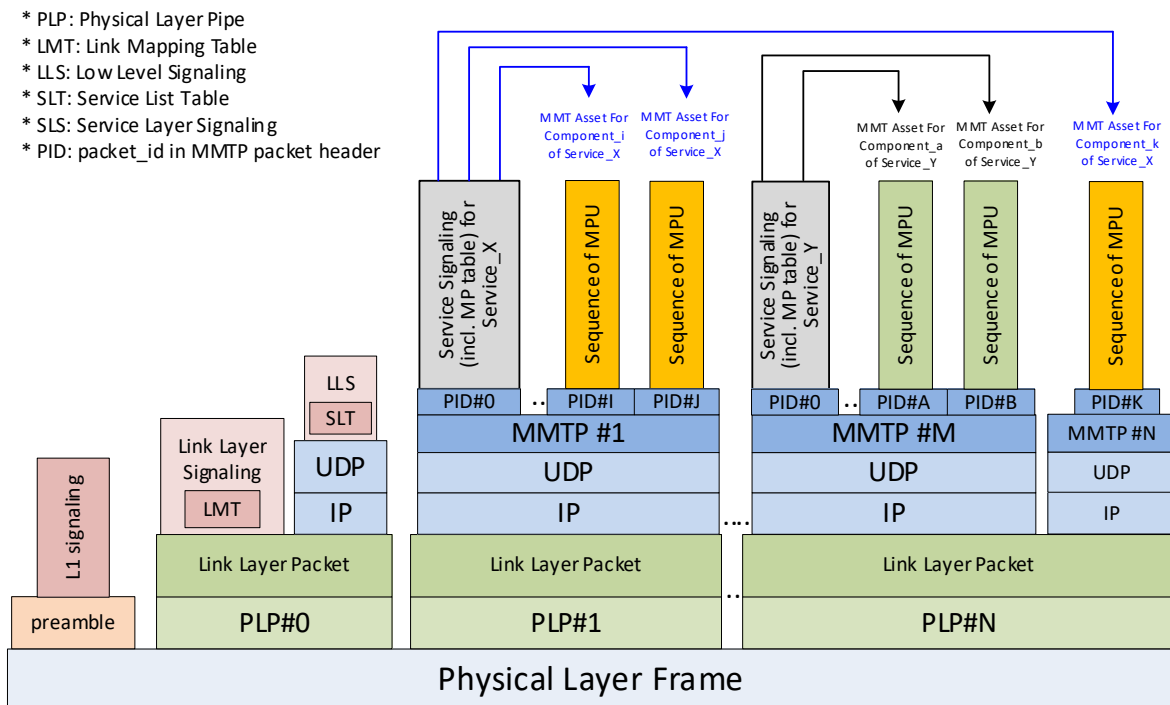 * PLP: Physical Layer Pipe
* LMT: Link Mapping Table
* LLS: Low Level Signaling
* SLT: Service List Table
* SLS: Service Layer Signaling
* PID: packet_id in MMTP packet header
MMT Asset For
Component_i
of Service_X
MMT Asset For
Component_j
of Service_X
MMT Asset For
Component_a
of Service_Y
MMT Asset For
Component_b
of Service_Y
MMT Asset For
Component_k
of Service_X
Service Signaling
(incl. MP table) for
Service_X
Sequence of MPU
Sequence of MPU
Service Signaling
(incl. MP table) for
Service_Y
Sequence of MPU
Sequence of MPU
Sequence of MPU
LLS
SLT
UDP
IP
PID#0
..
PID#I
PID#J
MMTP #1
UDP
IP
....
PID#0
..
PID#A
PID#B
MMTP #M
UDP
IP
PID#K
MMTP #N
UDP
IP
L1 signaling
Link Layer
Signaling
LMT
Link Layer Packet
Link Layer Packet
Link Layer Packet
preamble
PLP#0
PLP#1
..
PLP#N
Physical Layer Frame